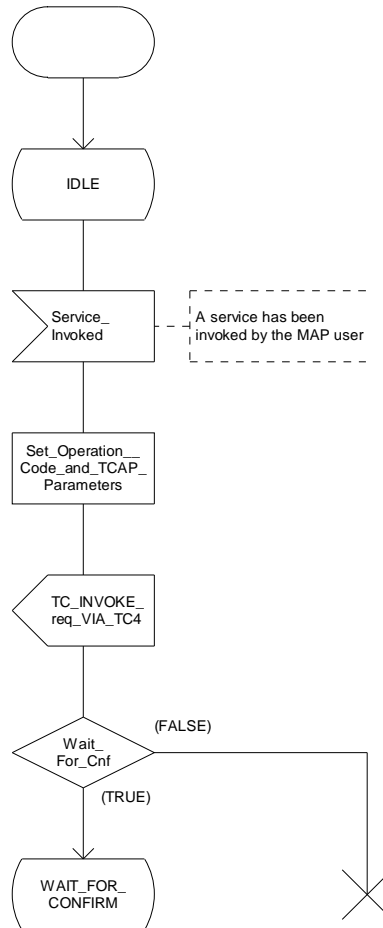 IDLE
Service_
Invoked
A service has been
invoked by the MAP user
Set_Operation__
Code_and_TCAP_
Parameters
TC_INVOKE_
req_VIA_TC4
Wait_
For_Cnf
(FALSE)
(TRUE)
WAIT_FOR_
CONFIRM